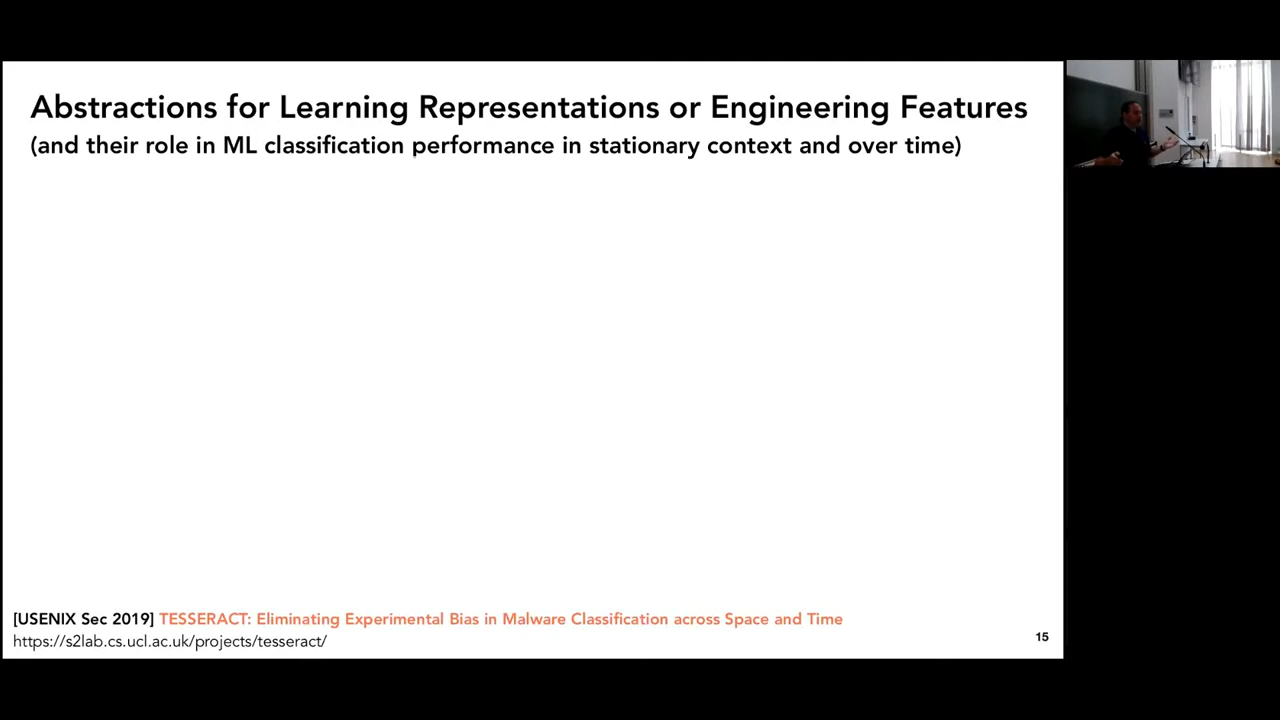 Abstractions for Learning Representations or Engineering Features
(and their role in ML classification performance in stationary context and over time)
[USENIX Sec 2019] TESSERACT: Eliminating Experimental Bias in Malware Classification across Space and Time
https://s2lab.cs.ucl.ac.uk/projects/tesseract/
15